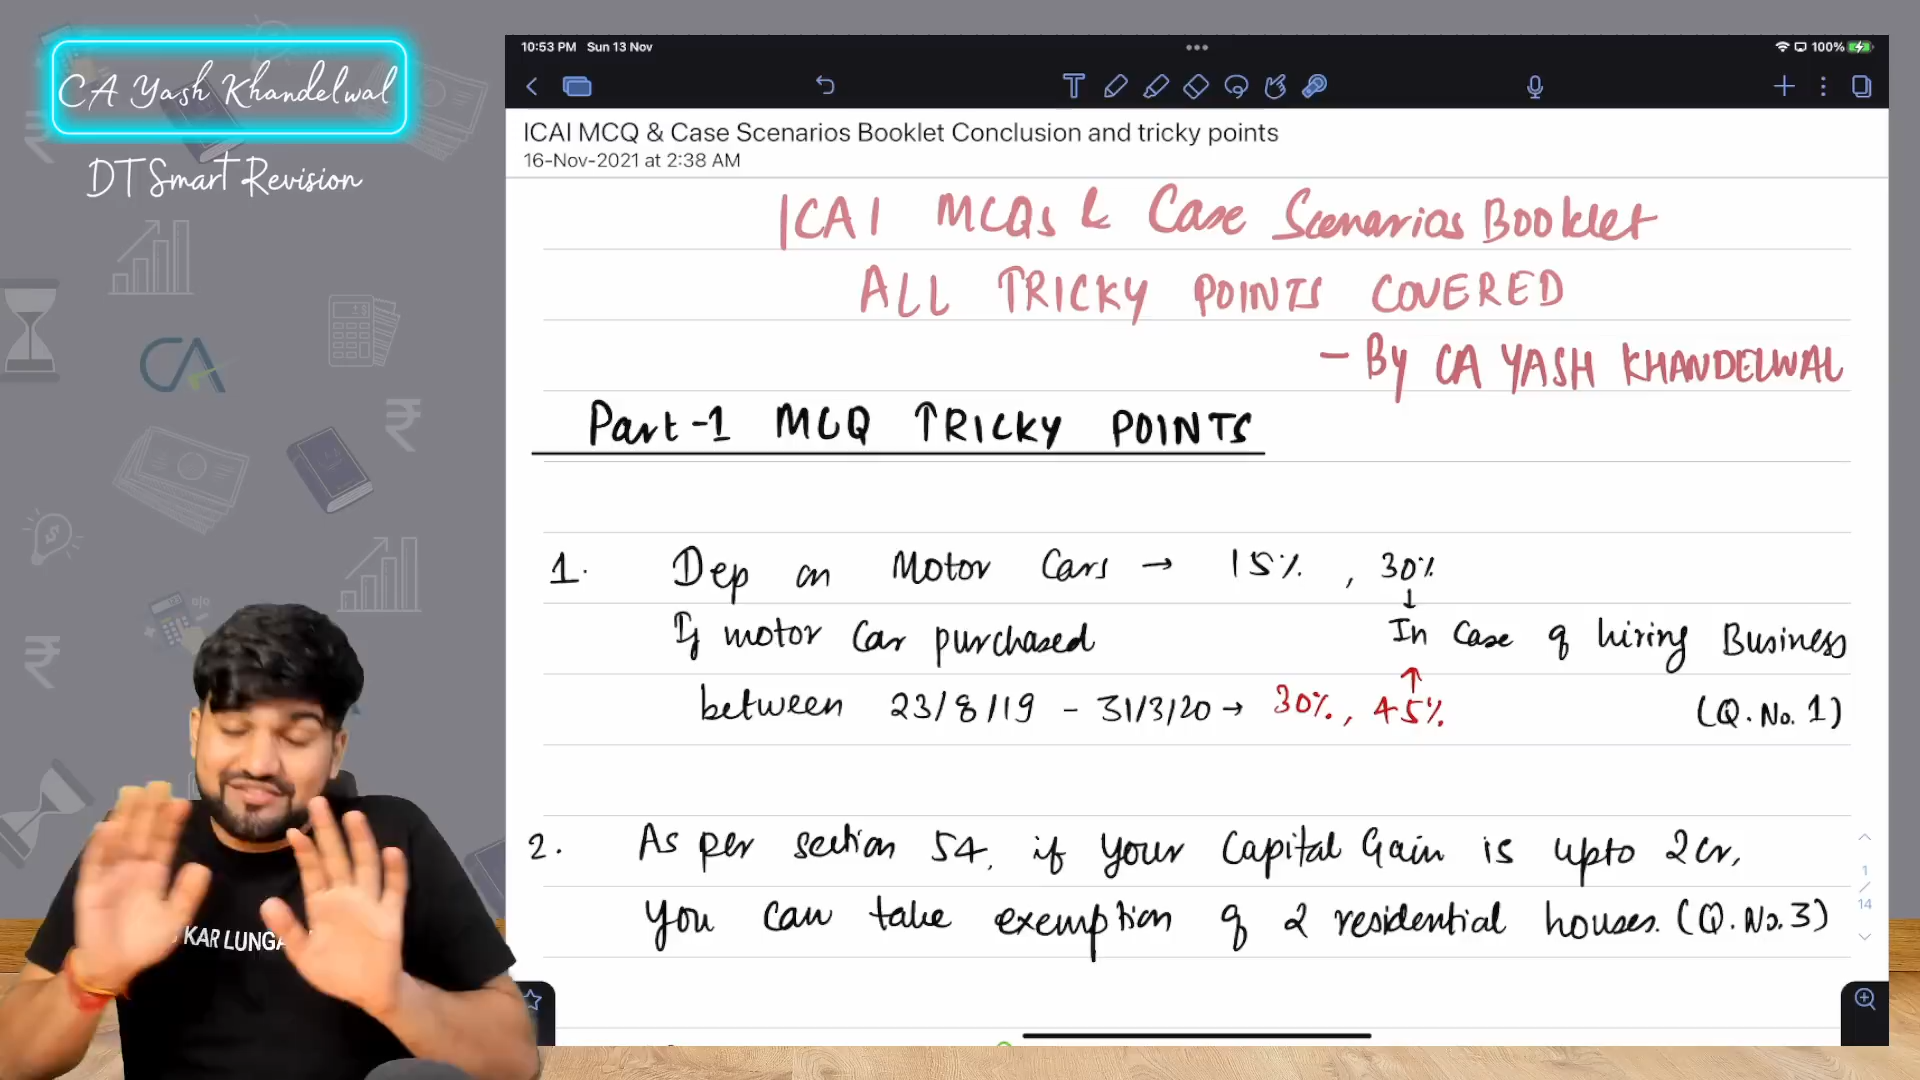 CA Yash Khandelwal
DT Smart Revision
CA
KAR LUNGA
10:53 PM Sun 13 Nov
100%
T
ICAI MCQ & Case Scenarios Booklet Conclusion and tricky points
16-Nov-2021 at 2:38 AM
ICAI MCQs & Case Scenarios Booklet
ALL TRICKY POINTS COVERED
- By CA YASH KHANDELWAL
Part-1 MCQ TRICKY POINTS
1. Dep on Motor Cars → 15%, 30%
↓
If motor Car purchased In Case of hiring Business
↑
between 23/8/19 - 31/3/20 → 30%, 45% (Q.No. 1)
2. As per section 54, if your Capital Gain is upto 2cr,
you can take exemption of 2 residential houses. (Q.No.3)
1
/
14